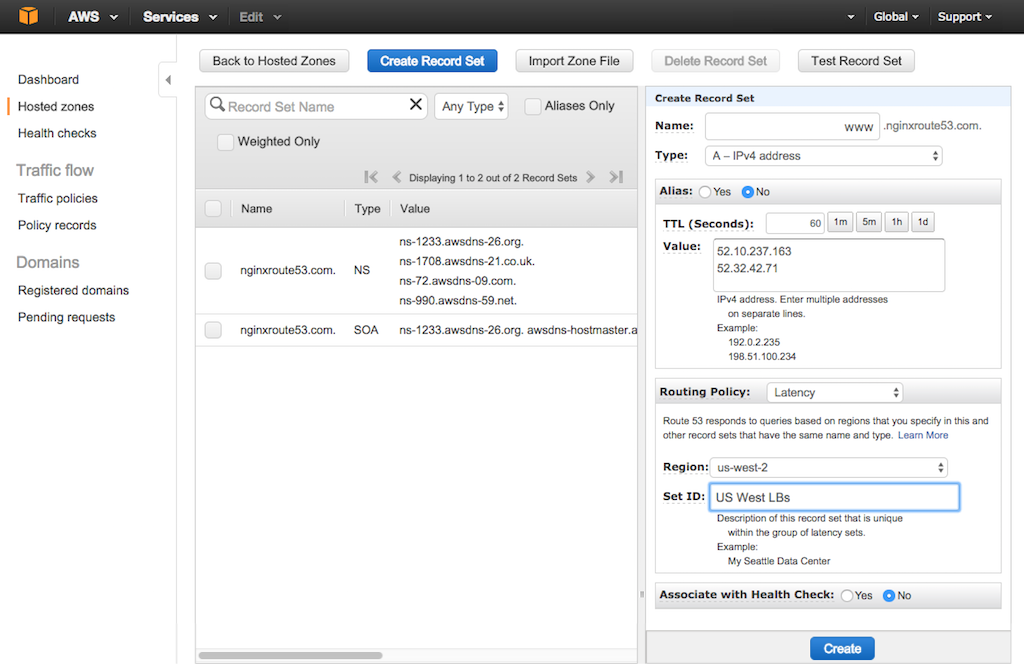 AWS Services Edit Global Support
Dashboard
Hosted zones
Health checks
Traffic flow
Traffic policies
Policy records
Domains
Registered domains
Pending requests
Back to Hosted Zones Create Record Set Import Zone File Delete Record Set Test Record Set
Record Set Name Any Type Aliases Only
Weighted Only
Displaying 1 to 2 out of 2 Record Sets
Name Type Value
nginxroute53.com. NS
ns-1233.awsdns-26.org.
ns-1708.awsdns-21.co.uk.
ns-72.awsdns-09.com.
ns-990.awsdns-59.net.
nginxroute53.com. SOA ns-1233.awsdns-26.org. awsdns-hostmaster.a
Create Record Set
Name: www .nginxroute53.com.
Type: A – IPv4 address
Alias: Yes No
TTL (Seconds): 60 1m 5m 1h 1d
Value: 52.10.237.163
52.32.42.71
IPv4 address. Enter multiple addresses
on separate lines.
Example:
192.0.2.235
198.51.100.234
Routing Policy: Latency
Route 53 responds to queries based on regions that you specify in this and
other record sets that have the same name and type. Learn More
Region: us-west-2
Set ID: US West LBs
Description of this record set that is unique
within the group of latency sets.
Example:
My Seattle Data Center
Associate with Health Check: Yes No
Create